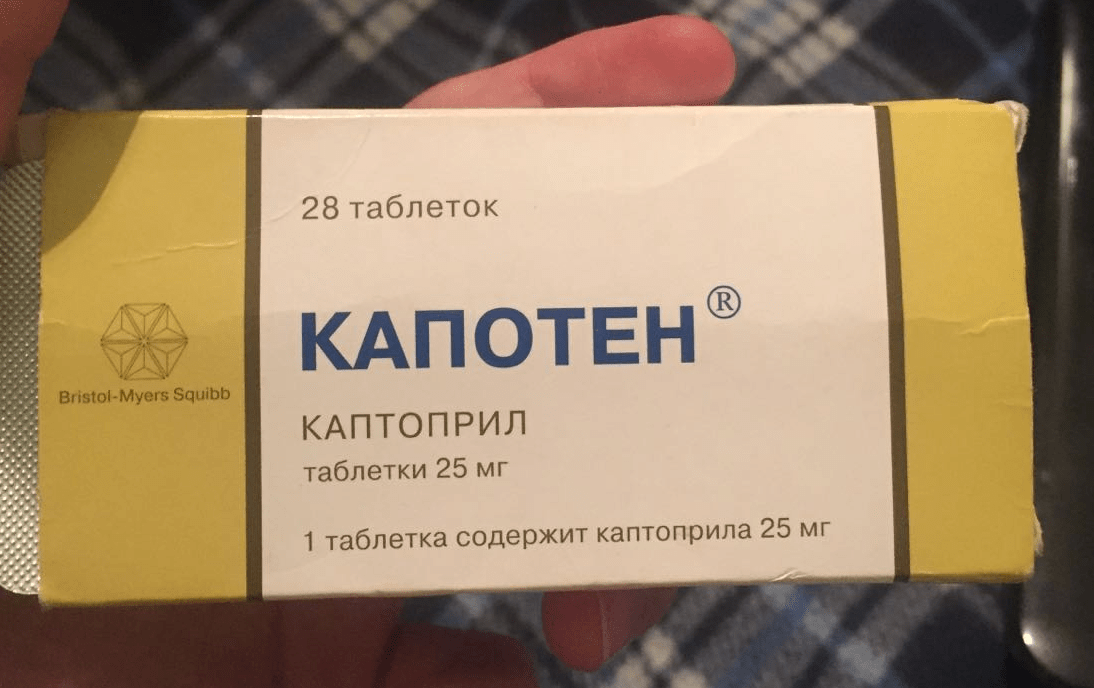 28 таблеток
КАПОТЕН®
Bristol-Myers Squibb
КАПТОПРИЛ
таблетки 25 мг
1 таблетка содержит каптоприла 25 мг